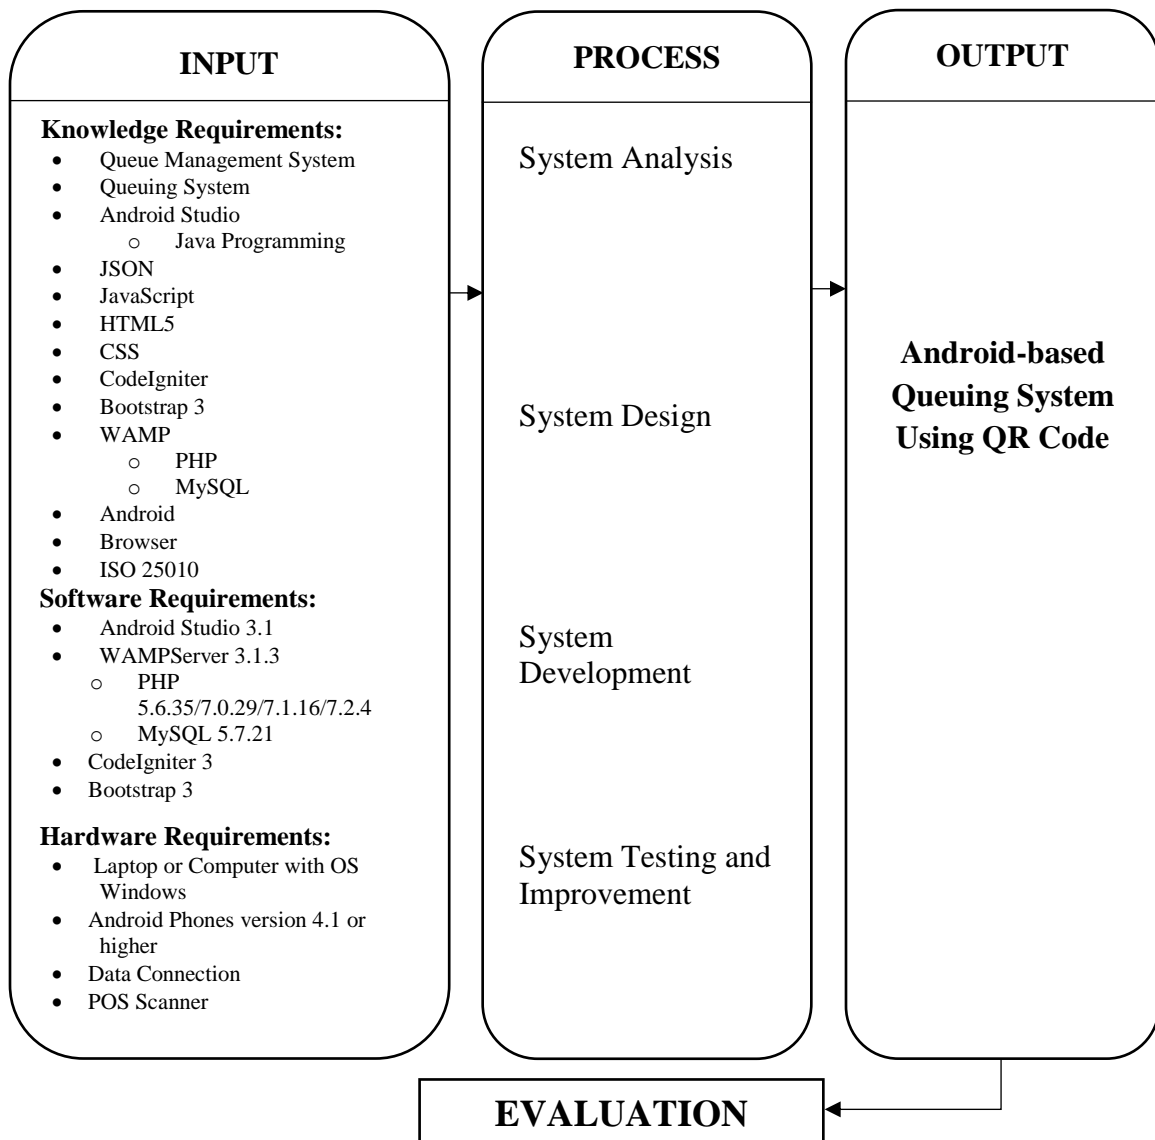 INPUT
Knowledge Requirements:
• Queue Management System
• Queuing System
• Android Studio
o Java Programming
• JSON
• JavaScript
• HTML5
• CSS
• CodeIgniter
• Bootstrap 3
• WAMP
o PHP
o MySQL
• Android
• Browser
• ISO 25010
Software Requirements:
• Android Studio 3.1
• WAMPServer 3.1.3
o PHP
5.6.35/7.0.29/7.1.16/7.2.4
o MySQL 5.7.21
• CodeIgniter 3
• Bootstrap 3
Hardware Requirements:
• Laptop or Computer with OS
Windows
• Android Phones version 4.1 or
higher
• Data Connection
• POS Scanner
PROCESS
System Analysis
System Design
System
Development
System Testing and
Improvement
OUTPUT
Android-based
Queuing System
Using QR Code
EVALUATION